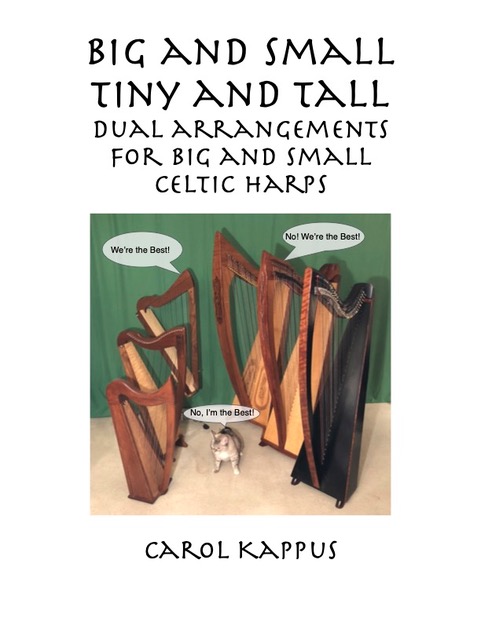 BIG AND SMALL
TINY AND TALL
DUAL ARRANGEMENTS
FOR BIG AND SMALL
CELTIC HARPS
We're the Best!
No! We're the Best!
No, I'm the Best!
CAROL KAPPUS